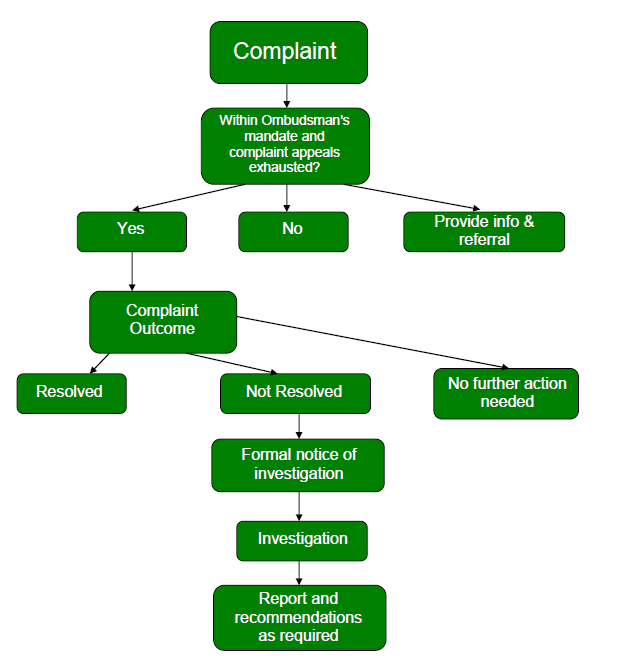 Complaint
Within Ombudsman's
mandate and
complaint appeals
exhausted?
Yes
No
Provide info &
referral
Complaint
Outcome
Resolved
Not Resolved
No further action
needed
Formal notice of
investigation
Investigation
Report and
recommendations
as required